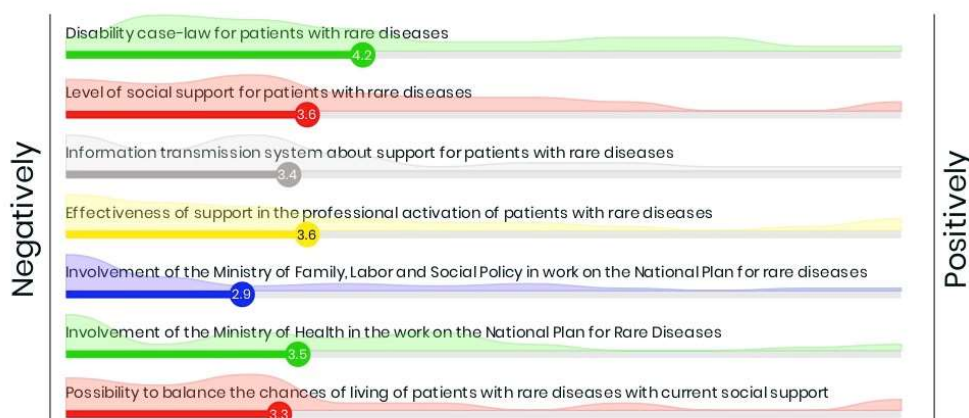 Disability case-law for patients with rare diseases
4.2
Level of social support for patients with rare diseases
3.6
Information transmission system about support for patients with rare diseases
3.4
Effectiveness of support in the professional activation of patients with rare diseases
3.6
Involvement of the Ministry of Family, Labor and Social Policy in work on the National Plan for rare diseases
2.9
Involvement of the Ministry of Health in the work on the National Plan for Rare Diseases
3.5
Possibility to balance the chances of living of patients with rare diseases with current social support
3.3
Negatively
Positively